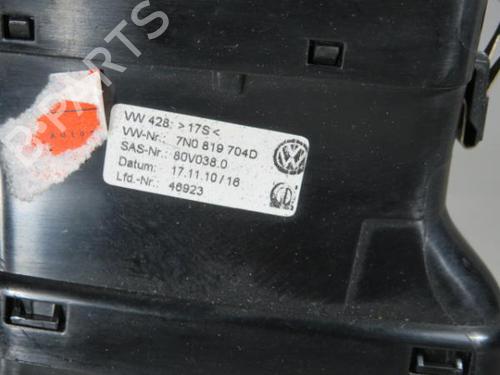 VW 428: >17S<
VW-Nr.: 7N0 819 704D
SAS-Nr.: 80V038.0
Datum: 17.11.10/16
Lfd.-Nr.: 46923